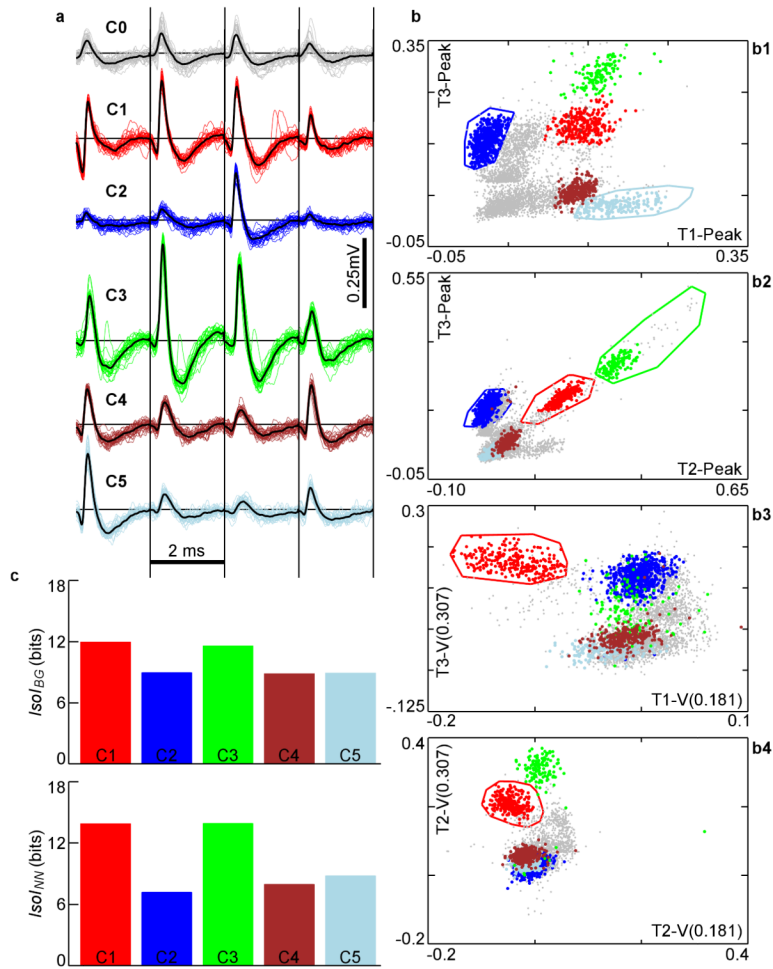 a
C0
C1
C2
0.25mV
C3
C4
C5
2 ms
b
b1
0.35
T3-Peak
-0.05
T1-Peak
-0.05
0.35
b2
0.55
T3-Peak
-0.05
T2-Peak
-0.10
0.65
b3
0.3
T3-V(0.307)
-.125
T1-V(0.181)
-0.2
0.1
b4
0.4
T2-V(0.307)
-0.2
T2-V(0.181)
-0.2
0.4
c
18
12
6
0
IsolBG (bits)
C1 C2 C3 C4 C5
18
12
6
0
IsolNN (bits)
C1 C2 C3 C4 C5